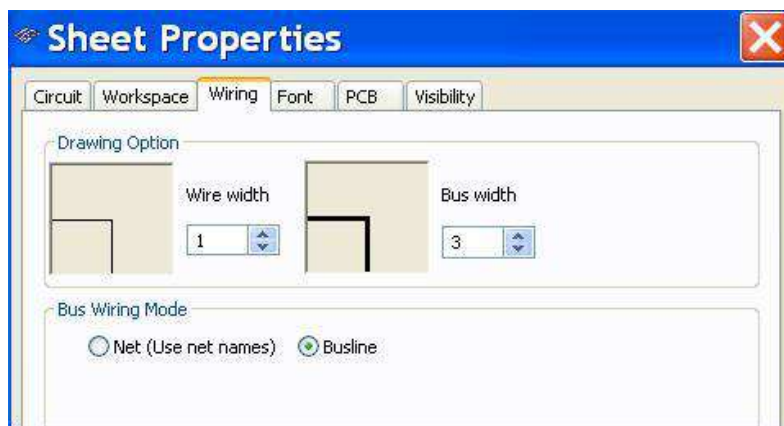 Sheet Properties
Circuit Workspace Wiring Font PCB Visibility
Drawing Option
Wire width Bus width
1 3
Bus Wiring Mode
Net (Use net names) Busline